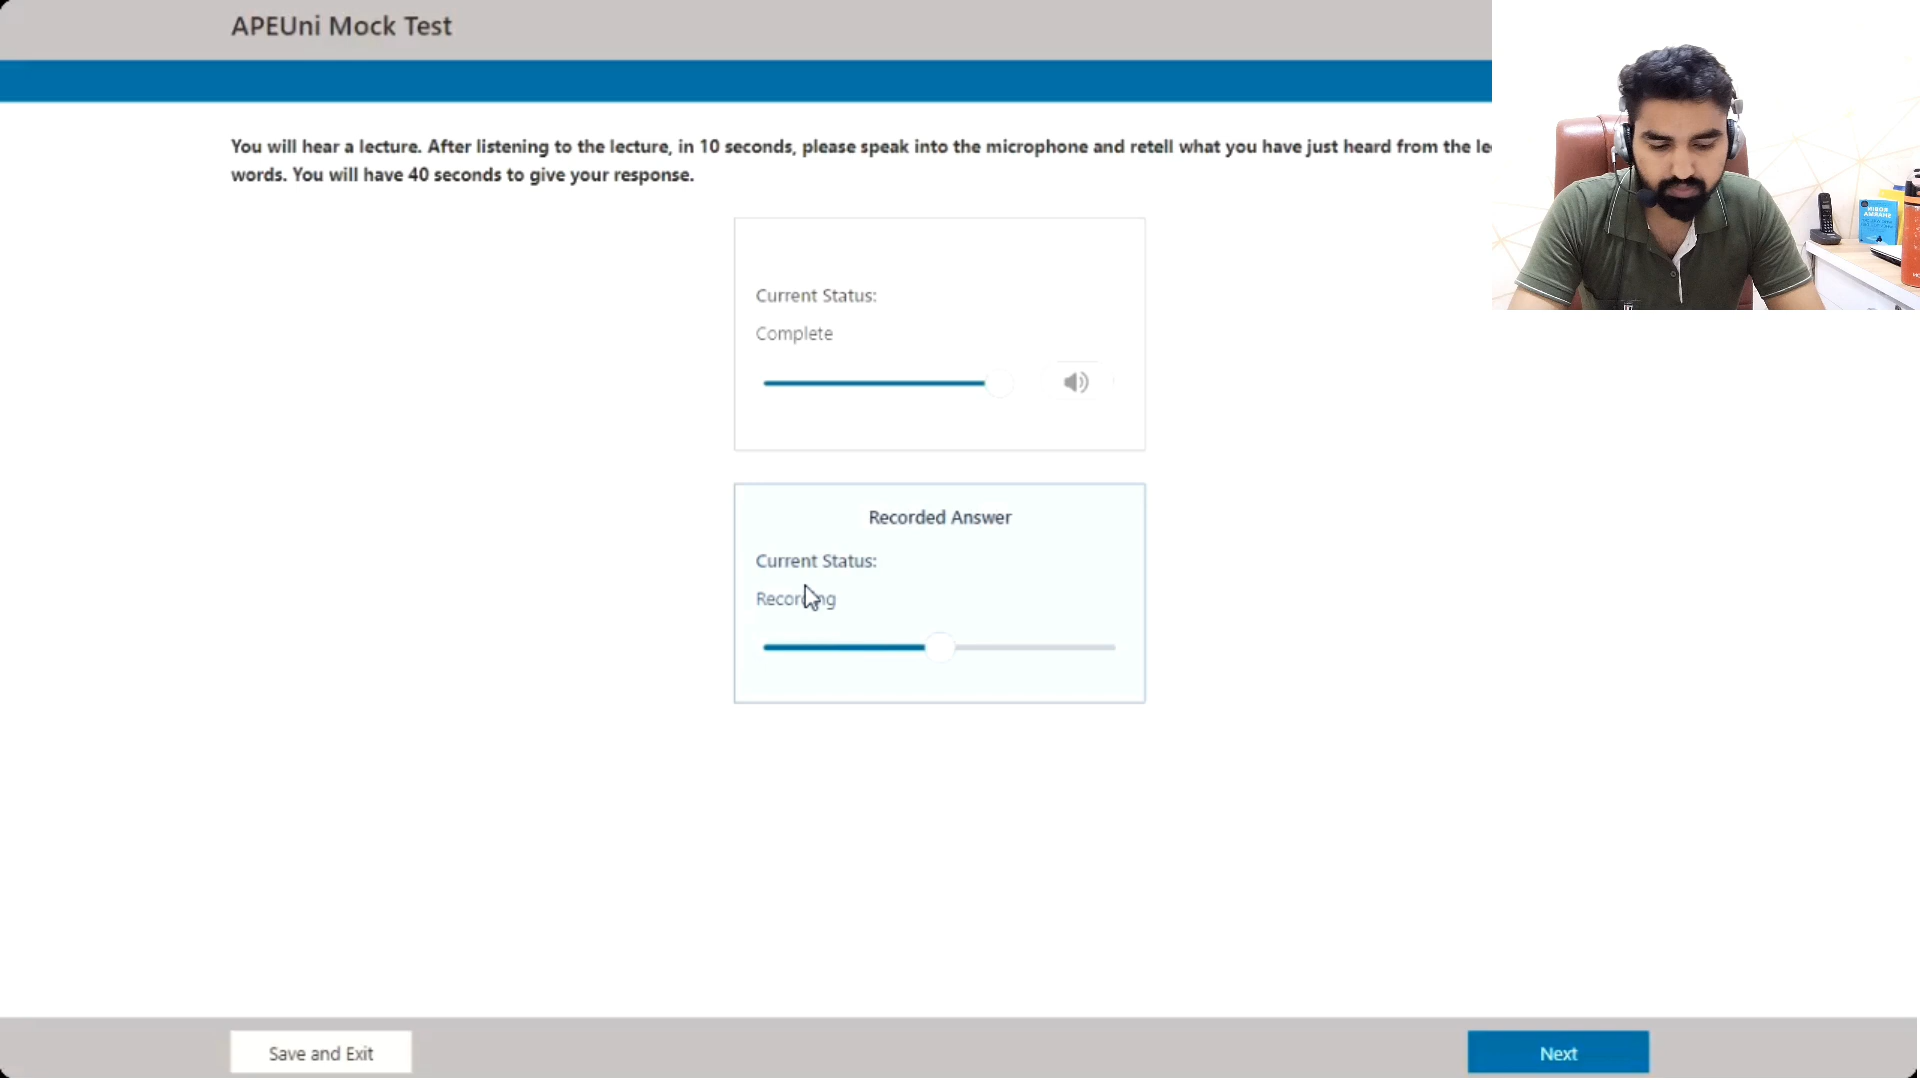 APEUni Mock Test
You will hear a lecture. After listening to the lecture, in 10 seconds, please speak into the microphone and retell what you have just heard from the le
words. You will have 40 seconds to give your response.
Current Status:
Complete
Recorded Answer
Current Status:
Recording
Save and Exit
Next